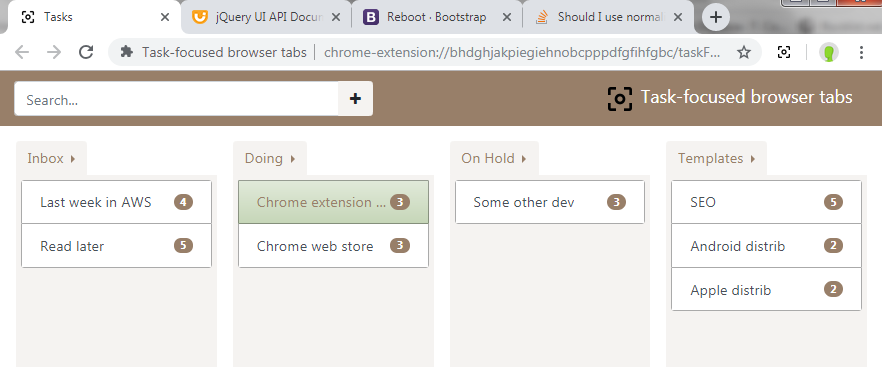 Tasks
jQuery UI API Docum
Reboot · Bootstrap
Should I use normal
Task-focused browser tabs
chrome-extension://bhdghjakpiegiehnobcpppdfgfihfgbc/taskF...
Search...
Task-focused browser tabs
Inbox
Last week in AWS 4
Read later 5
Doing
Chrome extension ... 3
Chrome web store 3
On Hold
Some other dev 3
Templates
SEO 5
Android distrib 2
Apple distrib 2